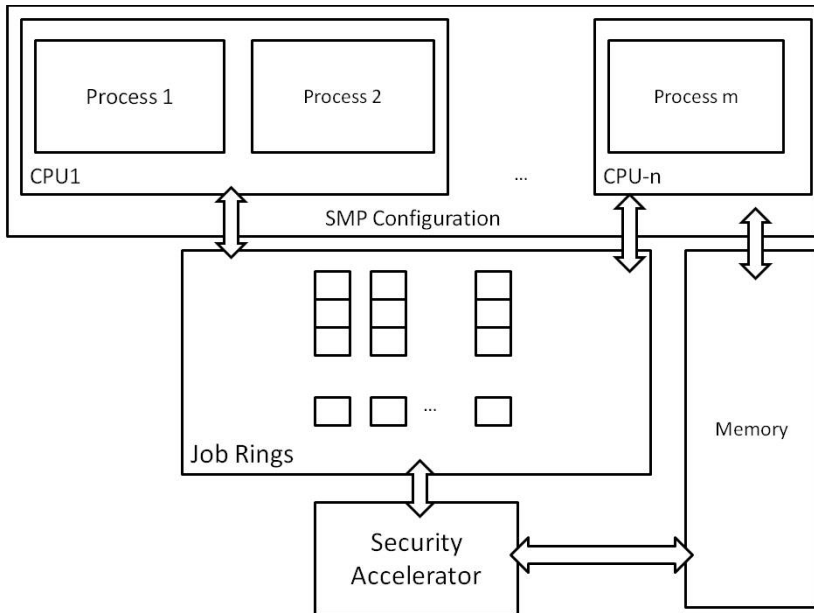 Process 1
Process 2
Process m
CPU1
...
CPU-n
SMP Configuration
...
Job Rings
Memory
Security
Accelerator